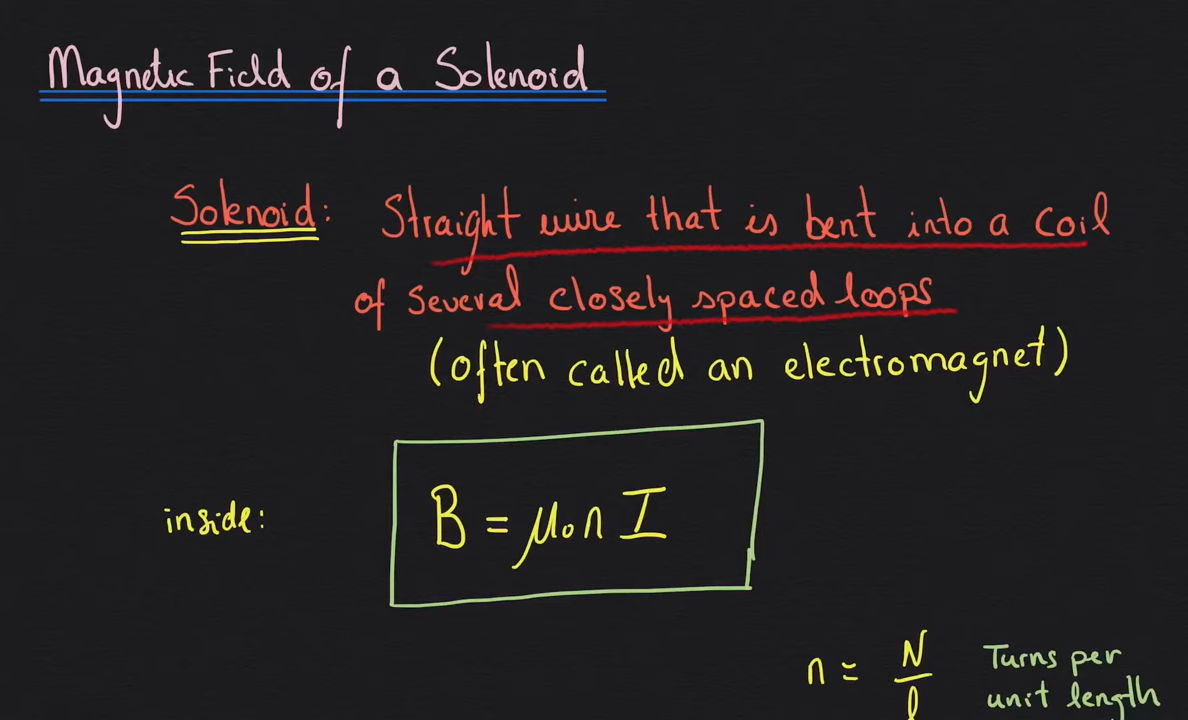 Magnetic Field of a Solenoid
Solenoid: Straight wire that is bent into a coil
of several closely spaced loops
(often called an electromagnet)
inside: B = μ₀ n I
n = N/l Turns per
unit length